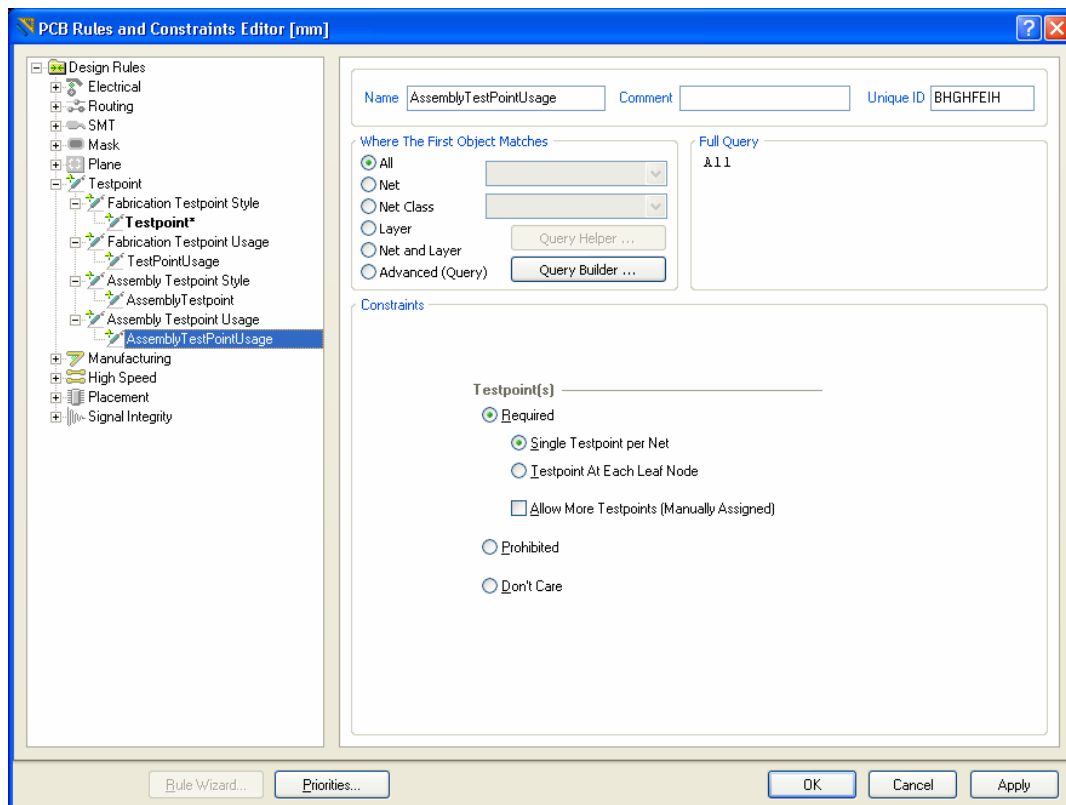 PCB Rules and Constraints Editor [mm]
Design Rules
Electrical
Routing
SMT
Mask
Plane
Testpoint
Fabrication Testpoint Style
Testpoint*
Fabrication Testpoint Usage
TestPointUsage
Assembly Testpoint Style
AssemblyTestpoint
Assembly Testpoint Usage
AssemblyTestPointUsage
Manufacturing
High Speed
Placement
Signal Integrity
Name AssemblyTestPointUsage Comment Unique ID BHGHFEIH
Where The First Object Matches
All
Net
Net Class
Layer
Net and Layer
Advanced (Query)
Query Helper ...
Query Builder ...
Full Query
All
Constraints
Testpoint(s)
Required
Single Testpoint per Net
Testpoint At Each Leaf Node
Allow More Testpoints (Manually Assigned)
Prohibited
Don't Care
Rule Wizard... Priorities... OK Cancel Apply